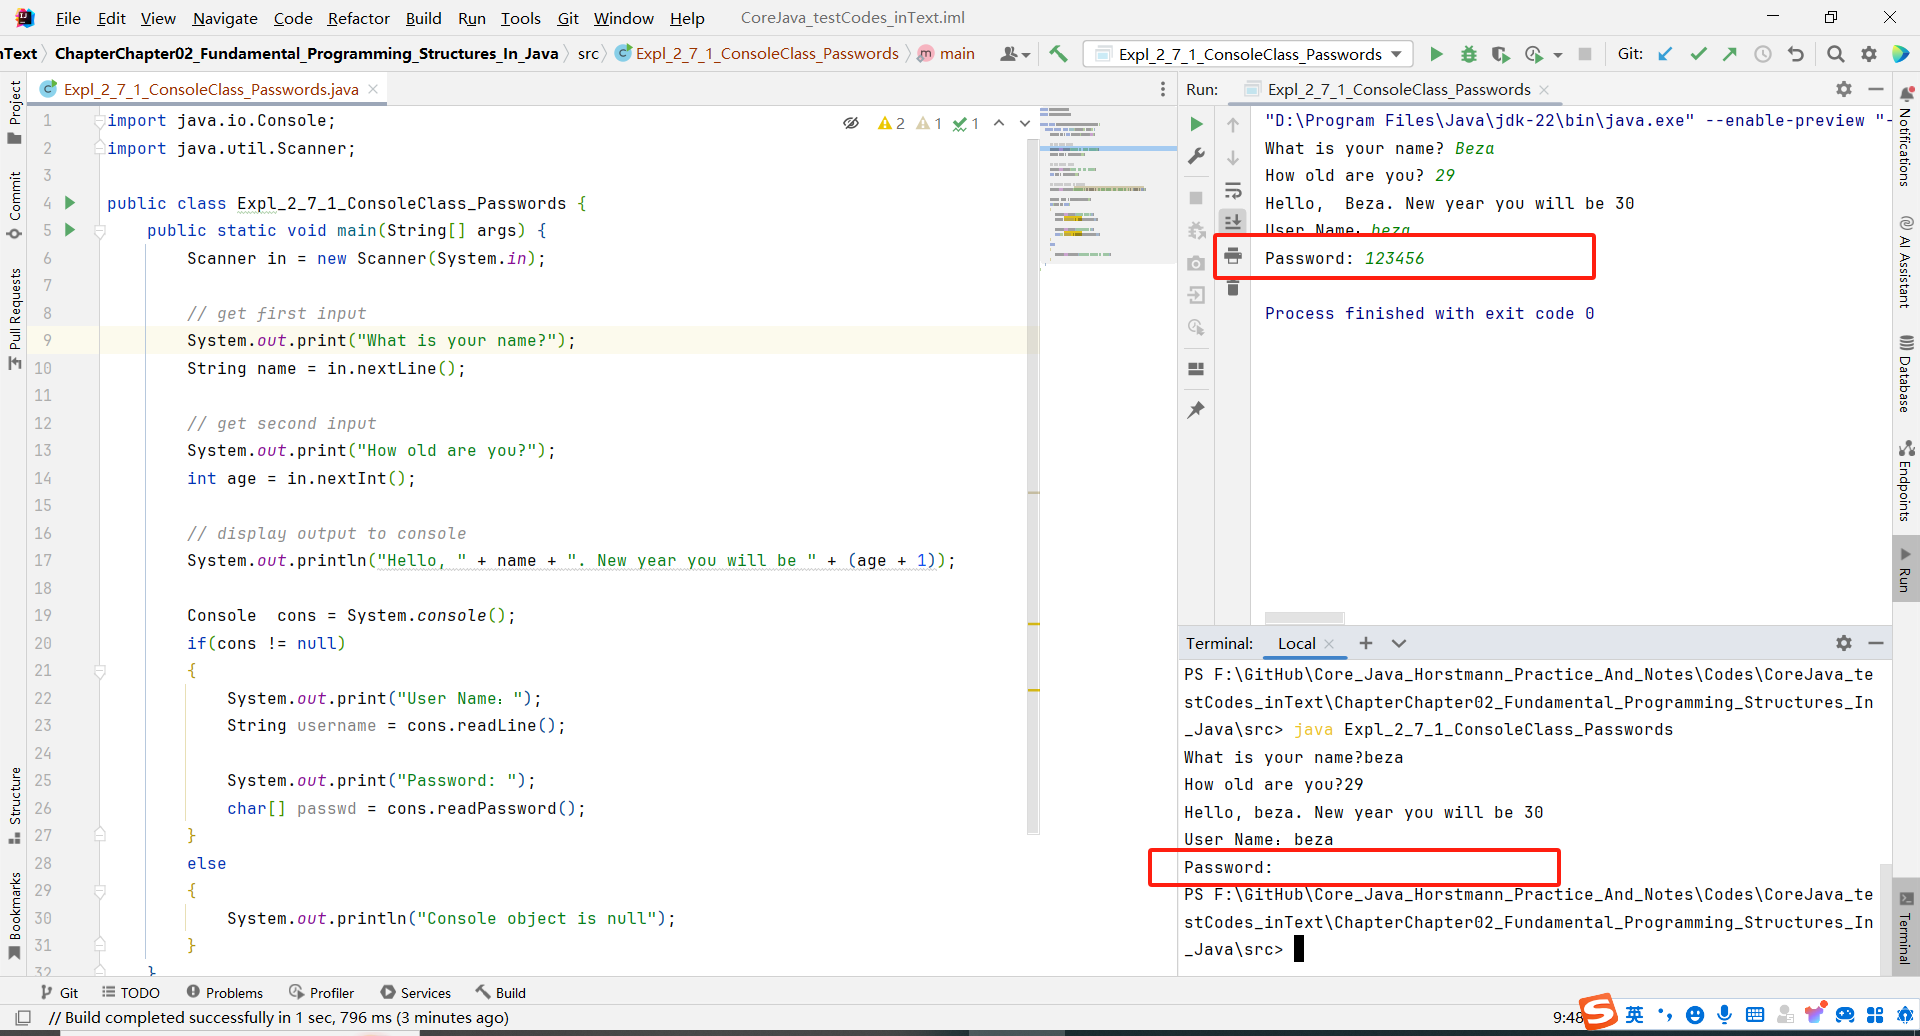 File Edit View Navigate Code Refactor Build Run Tools Git Window Help CoreJava_testCodes_inText.iml
nText ChapterChapter02_Fundamental_Programming_Structures_In_Java src Expl_2_7_1_ConsoleClass_Passwords main Expl_2_7_1_ConsoleClass_Passwords Git:
Expl_2_7_1_ConsoleClass_Passwords.java
Project
Commit
Pull Requests
Structure
Bookmarks
2 1 1
1 import java.io.Console;
2 import java.util.Scanner;
3
4 public class Expl_2_7_1_ConsoleClass_Passwords {
5 public static void main(String[] args) {
6 Scanner in = new Scanner(System.in);
7
8 // get first input
9 System.out.print("What is your name?");
10 String name = in.nextLine();
11
12 // get second input
13 System.out.print("How old are you?");
14 int age = in.nextInt();
15
16 // display output to console
17 System.out.println("Hello, " + name + ". New year you will be " + (age + 1));
18
19 Console  cons = System.console();
20 if(cons != null)
21 {
22 System.out.print("User Name：");
23 String username = cons.readLine();
24
25 System.out.print("Password: ");
26 char[] passwd = cons.readPassword();
27 }
28 else
29 {
30 System.out.println("Console object is null");
31 }
32 }
Run: Expl_2_7_1_ConsoleClass_Passwords
"D:\Program Files\Java\jdk-22\bin\java.exe" --enable-preview "-
What is your name? Beza
How old are you? 29
Hello,  Beza. New year you will be 30
User Name：beza
Password: 123456
Process finished with exit code 0
Terminal: Local
PS F:\GitHub\Core_Java_Horstmann_Practice_And_Notes\Codes\CoreJava_te
stCodes_inText\ChapterChapter02_Fundamental_Programming_Structures_In
_Java\src> java Expl_2_7_1_ConsoleClass_Passwords
What is your name?beza
How old are you?29
Hello, beza. New year you will be 30
User Name：beza
Password:
PS F:\GitHub\Core_Java_Horstmann_Practice_And_Notes\Codes\CoreJava_te
stCodes_inText\ChapterChapter02_Fundamental_Programming_Structures_In
_Java\src>
Notifications
AI Assistant
Database
Endpoints
Run
Terminal
Git TODO Problems Profiler Services Build
// Build completed successfully in 1 sec, 796 ms (3 minutes ago) 9:48 英